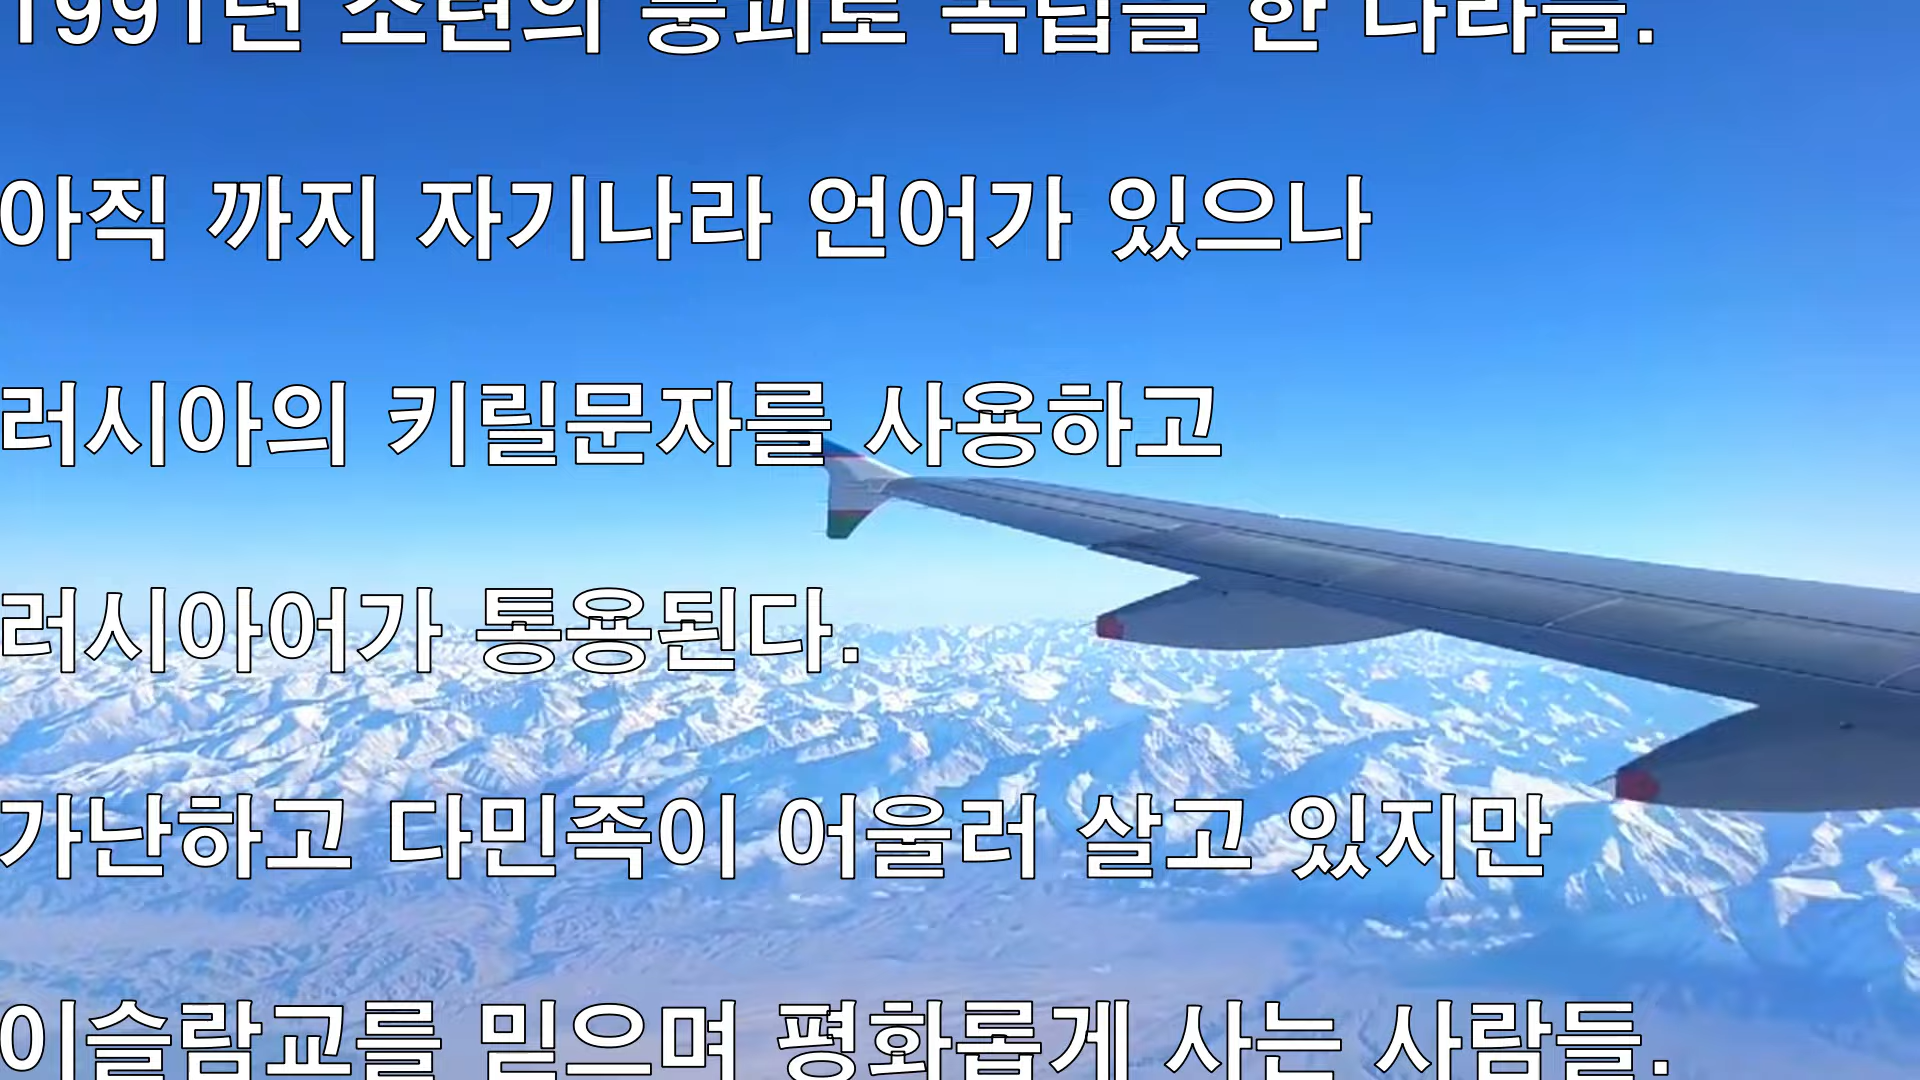 1991년 소련의 붕괴로 독립을 한 나라들.
아직 까지 자기나라 언어가 있으나
러시아의 키릴문자를 사용하고
러시아어가 통용된다.
가난하고 다민족이 어울러 살고 있지만
이슬람교를 믿으며 평화롭게 사는 사람들.